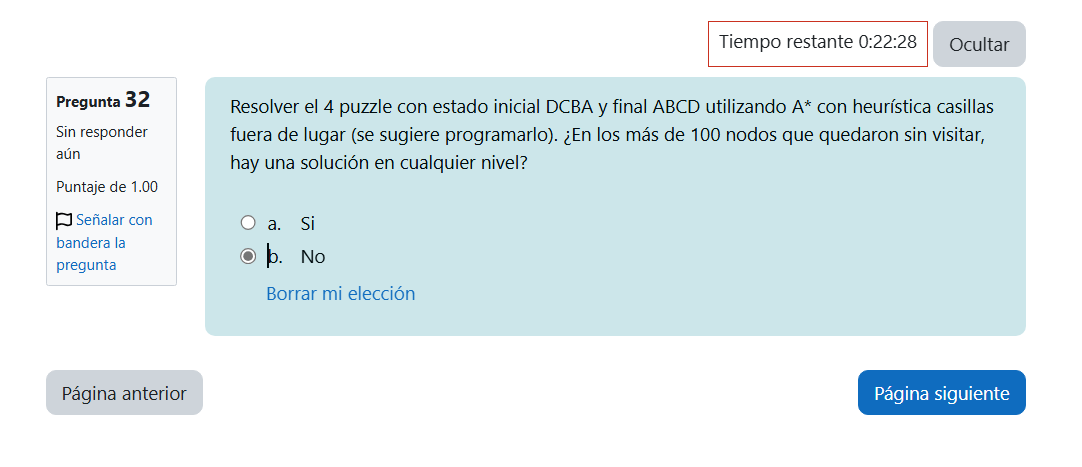 Tiempo restante 0:22:28
Ocultar
Pregunta 32
Sin responder
aún
Puntaje de 1.00
Señalar con
bandera la
pregunta
Resolver el 4 puzzle con estado inicial DCBA y final ABCD utilizando A* con heurística casillas
fuera de lugar (se sugiere programarlo). ¿En los más de 100 nodos que quedaron sin visitar,
hay una solución en cualquier nivel?
a. Si
b. No
Borrar mi elección
Página anterior
Página siguiente